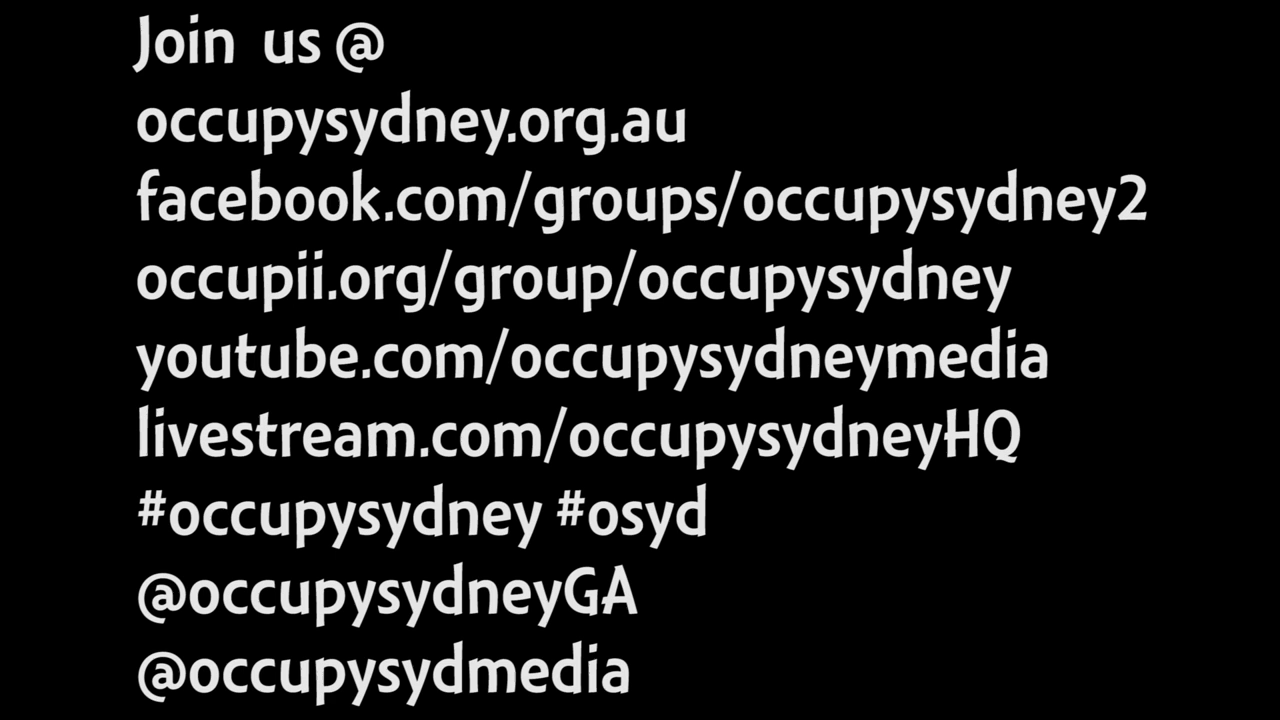 Join us @
occupysydney.org.au
facebook.com/groups/occupysydney2
occupii.org/group/occupysydney
youtube.com/occupysydneymedia
livestream.com/occupysydneyHQ
#occupysydney #osyd
@occupysydneyGA
@occupysydmedia